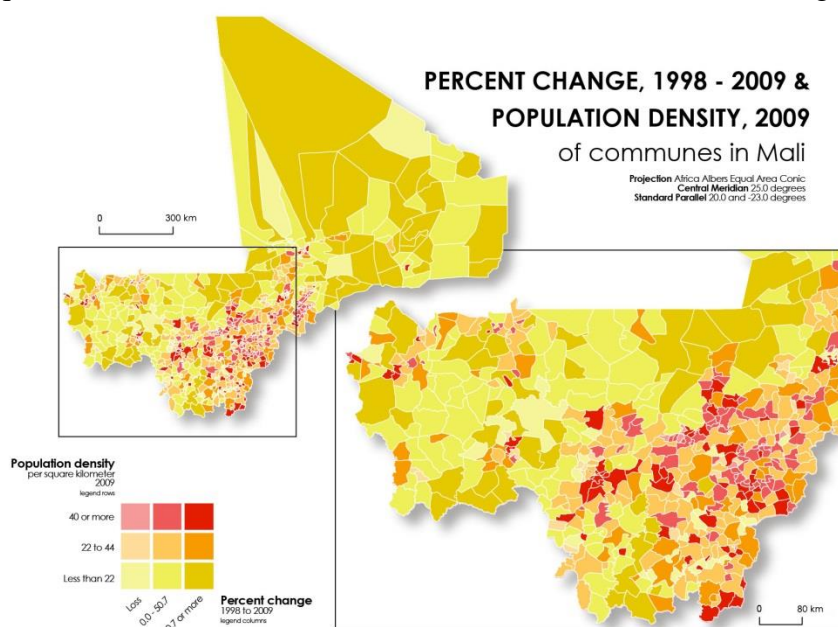 PERCENT CHANGE, 1998 - 2009 &
POPULATION DENSITY, 2009
of communes in Mali
Projection Africa Albers Equal Area Conic
Central Meridian 25.0 degrees
Standard Parallel 20.0 and -23.0 degrees
0 300 km
Population density
per square kilometer
2009
legend rows
40 or more
22 to 44
Less than 22
Loss
0.0 - 50.7
.7 or more
Percent change
1998 to 2009
legend columns
0 80 km